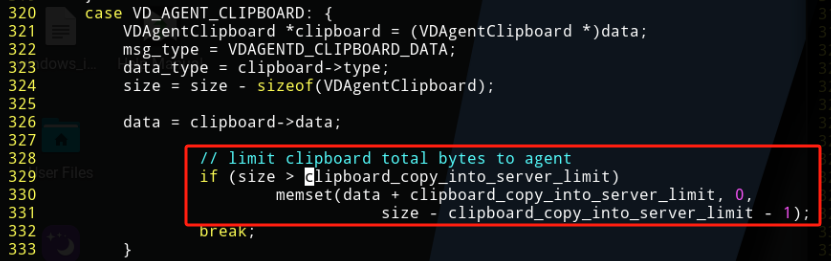 320 case VD_AGENT_CLIPBOARD: {
321 VDAgentClipboard *clipboard = (VDAgentClipboard *)data;
322 msg_type = VDAGENTD_CLIPBOARD_DATA;
323 data_type = clipboard->type;
324 size = size - sizeof(VDAgentClipboard);
325
326 data = clipboard->data;
327
328 // limit clipboard total bytes to agent
329 if (size > clipboard_copy_into_server_limit)
330 memset(data + clipboard_copy_into_server_limit, 0,
331 size - clipboard_copy_into_server_limit - 1);
332 break;
333 }